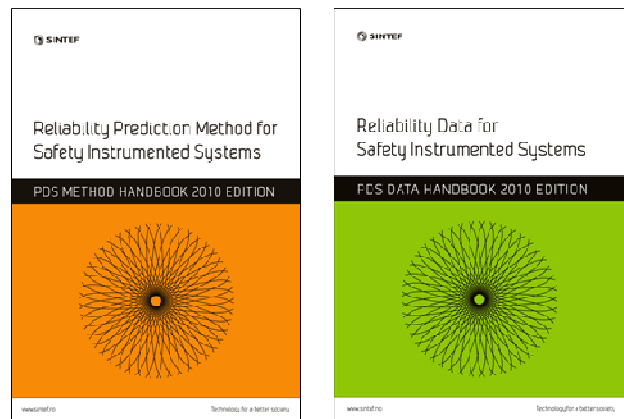 SINTEF
Reliability Prediction Method for
Safety Instrumented Systems
PDS METHOD HANDBOOK 2010 EDITION
www.sintef.no
Technology for a better society
SINTEF
Reliability Data for
Safety Instrumented Systems
PDS DATA HANDBOOK 2010 EDITION
www.sintef.no
Technology for a better society